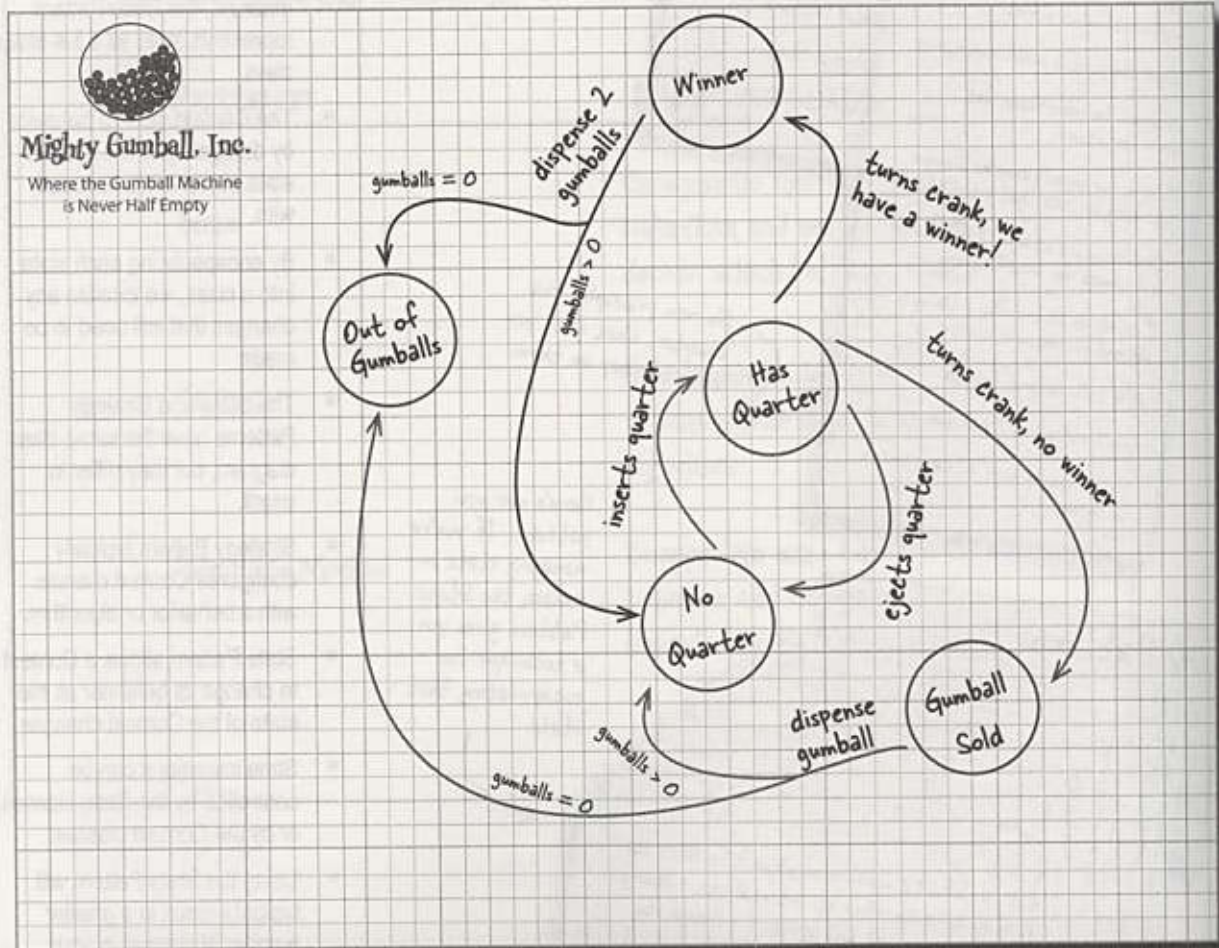 Mighty Gumball, Inc.
Where the Gumball Machine
is Never Half Empty
Winner
dispense 2
gumballs
gumballs = 0
turns crank, we
have a winner!
gumballs > 0
Out of
Gumballs
Has
Quarter
turns crank, no winner
inserts quarter
ejects quarter
No
Quarter
Gumball
Sold
dispense
gumball
gumballs > 0
gumballs = 0